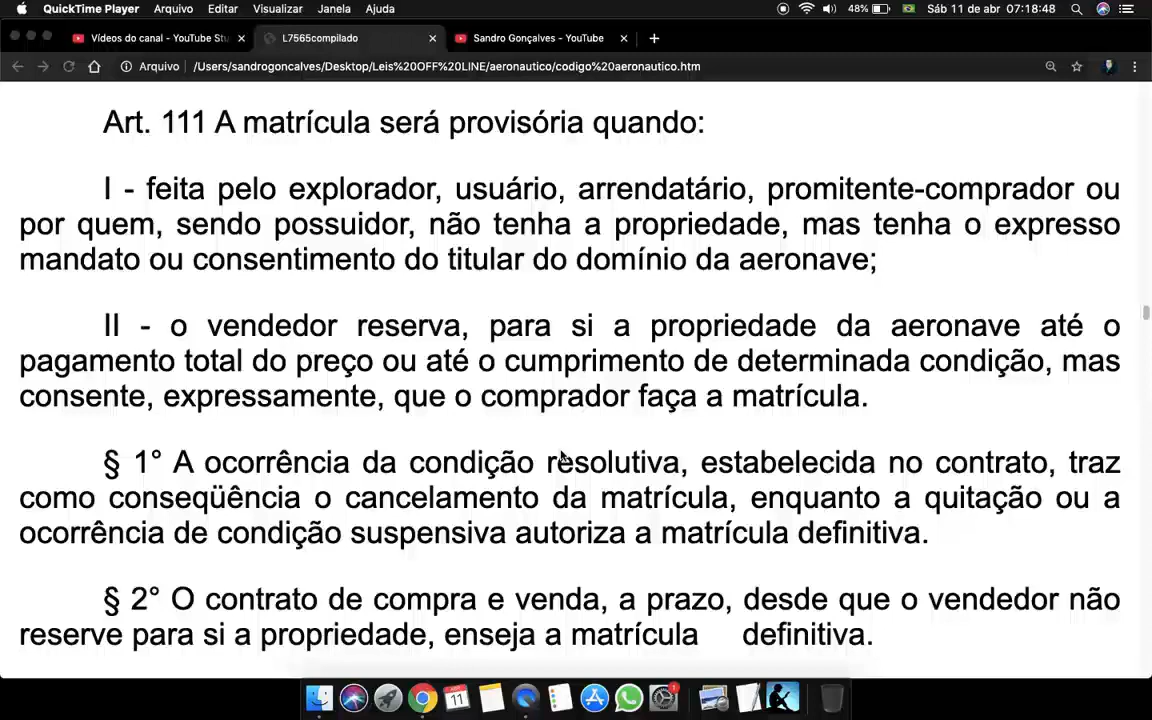 QuickTime Player Arquivo Editar Visualizar Janela Ajuda 48% Sáb 11 de abr 07:18:48
Vídeos do canal - YouTube Stu × L7565compilado × Sandro Gonçalves - YouTube × +
Arquivo | /Users/sandrogoncalves/Desktop/Leis%20OFF%20LINE/aeronautico/codigo%20aeronautico.htm
Art. 111 A matrícula será provisória quando:
I - feita pelo explorador, usuário, arrendatário, promitente-comprador ou
por quem, sendo possuidor, não tenha a propriedade, mas tenha o expresso
mandato ou consentimento do titular do domínio da aeronave;
II - o vendedor reserva, para si a propriedade da aeronave até o
pagamento total do preço ou até o cumprimento de determinada condição, mas
consente, expressamente, que o comprador faça a matrícula.
§ 1° A ocorrência da condição resolutiva, estabelecida no contrato, traz
como conseqüência o cancelamento da matrícula, enquanto a quitação ou a
ocorrência de condição suspensiva autoriza a matrícula definitiva.
§ 2° O contrato de compra e venda, a prazo, desde que o vendedor não
reserve para si a propriedade, enseja a matrícula definitiva.
11
1